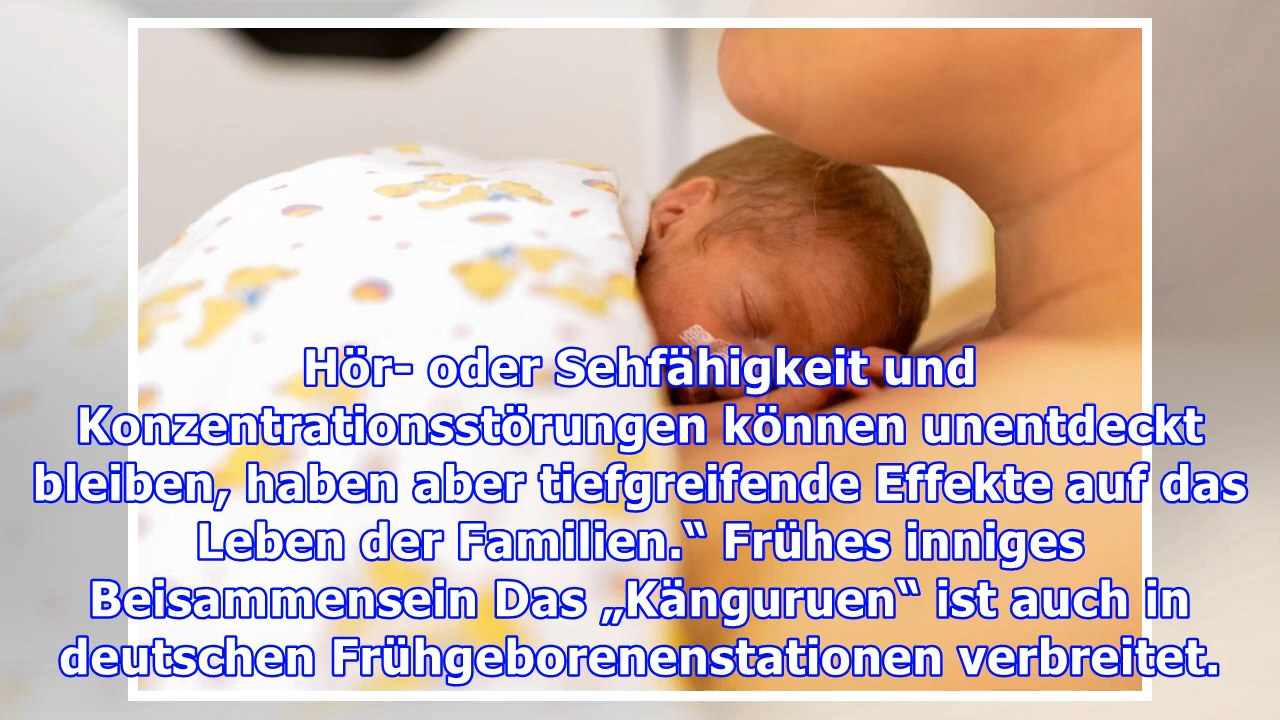 Hör- oder Sehfähigkeit und
Konzentrationsstörungen können unentdeckt
bleiben, haben aber tiefgreifende Effekte auf das
Leben der Familien.“ Frühes inniges
Beisammensein Das „Känguruen“ ist auch in
deutschen Frühgeborenenstationen verbreitet.